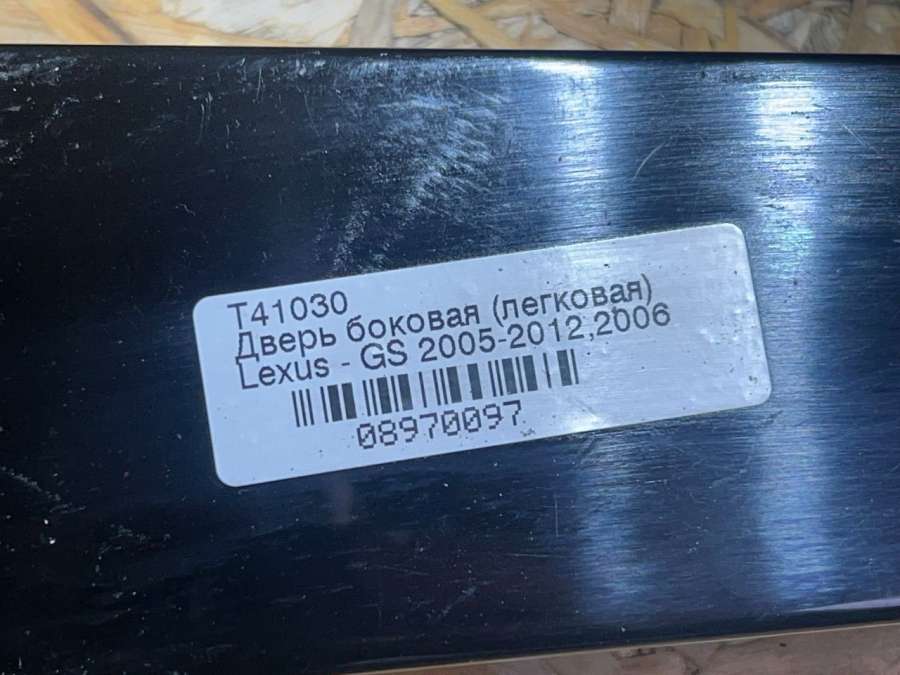 T41030
Дверь боковая (легковая)
Lexus - GS 2005-2012,2006
08970097